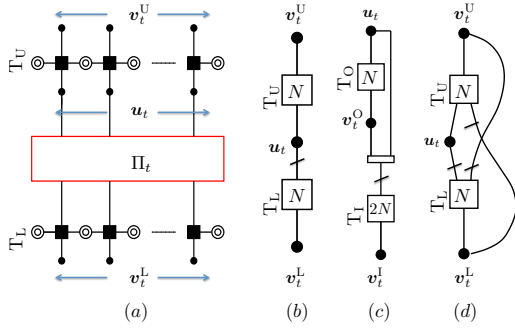 v_t^U
T_U
u_t
Π_t
T_L
v_t^L
(a)
v_t^U
T_U
N
u_t
T_L
N
v_t^L
(b)
u_t
T_O
N
v_t^O
T_I
2N
v_t^I
(c)
v_t^U
T_U
N
u_t
T_L
N
v_t^L
(d)